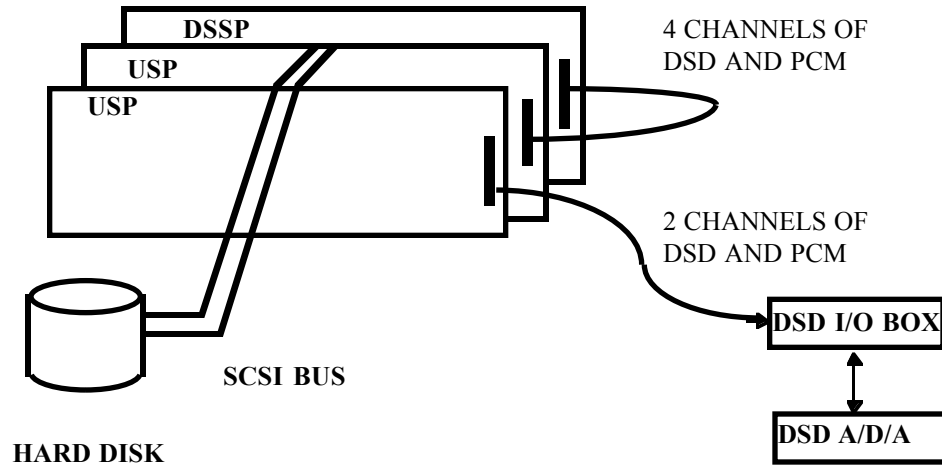 DSSP
USP
USP
4 CHANNELS OF
DSD AND PCM
2 CHANNELS OF
DSD AND PCM
DSD I/O BOX
SCSI BUS
DSD A/D/A
HARD DISK